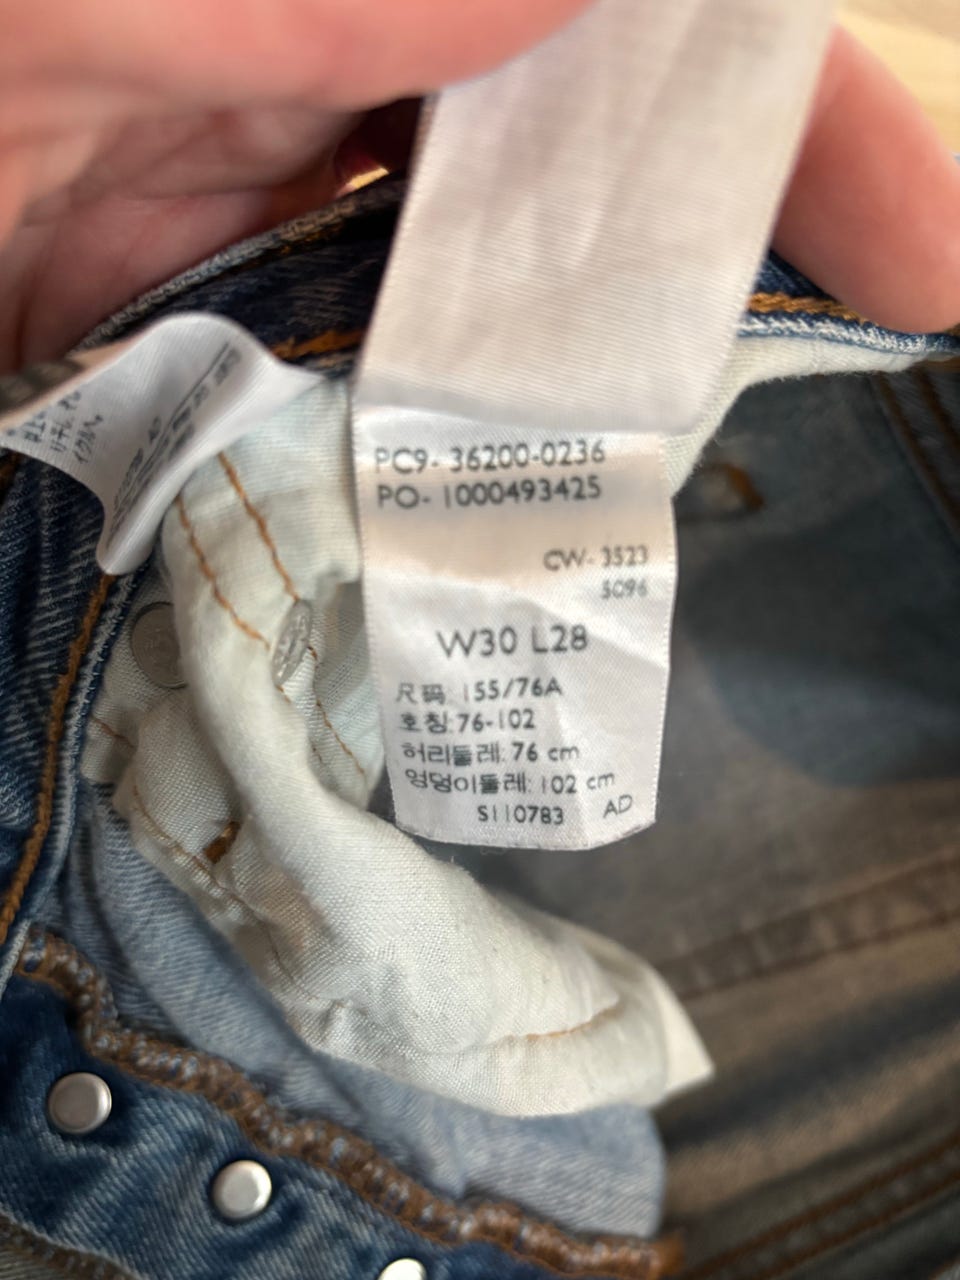 PC9- 36200-0236
PO- 1000493425
CW- 3523
5096
W30 L28
尺码: 155/76A
호칭:76-102
허리둘레: 76 cm
엉덩이둘레: 102 cm
S110783 AD